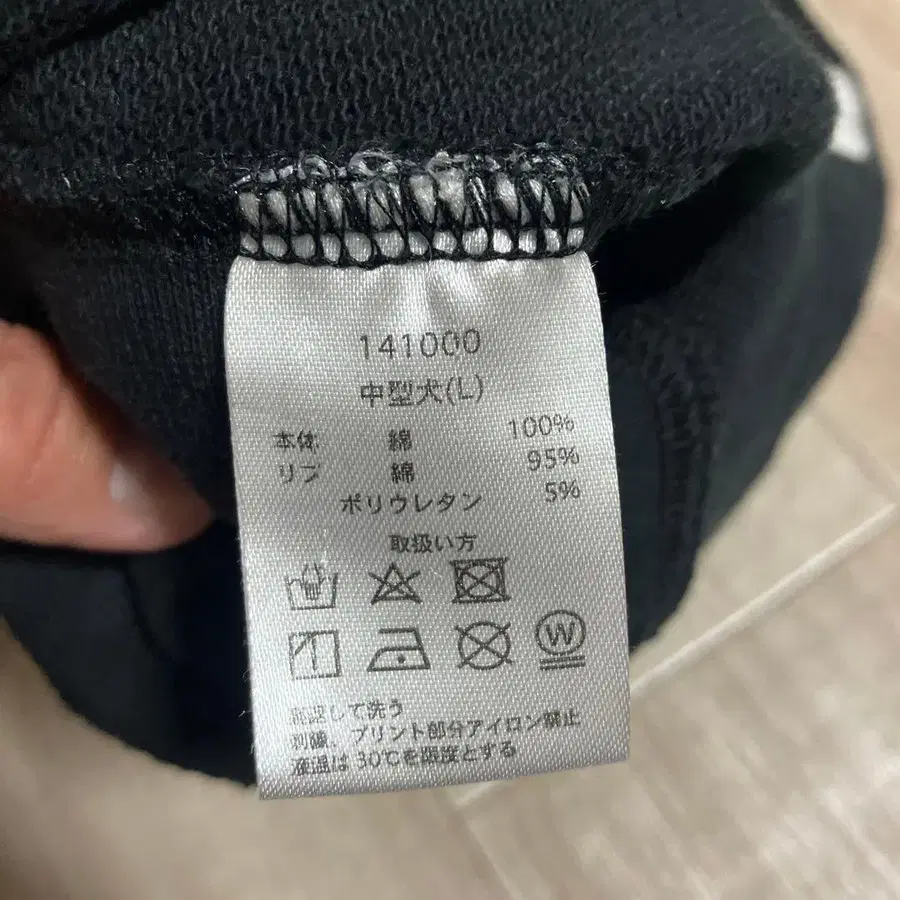 141000
中型犬(L)
本体 綿 100%
リブ 綿 95%
ポリウレタン 5%
取扱い方
W
して洗う
刺繍、プリント部分アイロン禁止
液温は30℃を限度とする